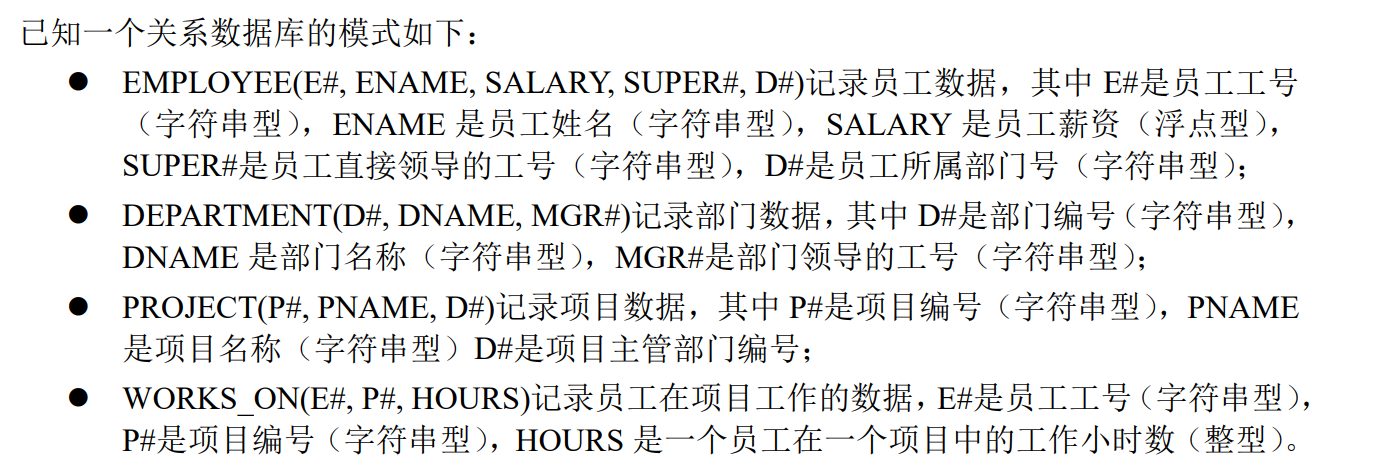 已知一个关系数据库的模式如下：
● EMPLOYEE(E#, ENAME, SALARY, SUPER#, D#)记录员工数据，其中 E#是员工工号
（字符串型），ENAME 是员工姓名（字符串型），SALARY 是员工薪资（浮点型），
SUPER#是员工直接领导的工号（字符串型），D#是员工所属部门号（字符串型）；
● DEPARTMENT(D#, DNAME, MGR#)记录部门数据，其中 D#是部门编号（字符串型），
DNAME 是部门名称（字符串型），MGR#是部门领导的工号（字符串型）；
● PROJECT(P#, PNAME, D#)记录项目数据，其中 P#是项目编号（字符串型），PNAME
是项目名称（字符串型）D#是项目主管部门编号；
● WORKS_ON(E#, P#, HOURS)记录员工在项目工作的数据，E#是员工工号（字符串型），
P#是项目编号（字符串型），HOURS 是一个员工在一个项目中的工作小时数（整型）。